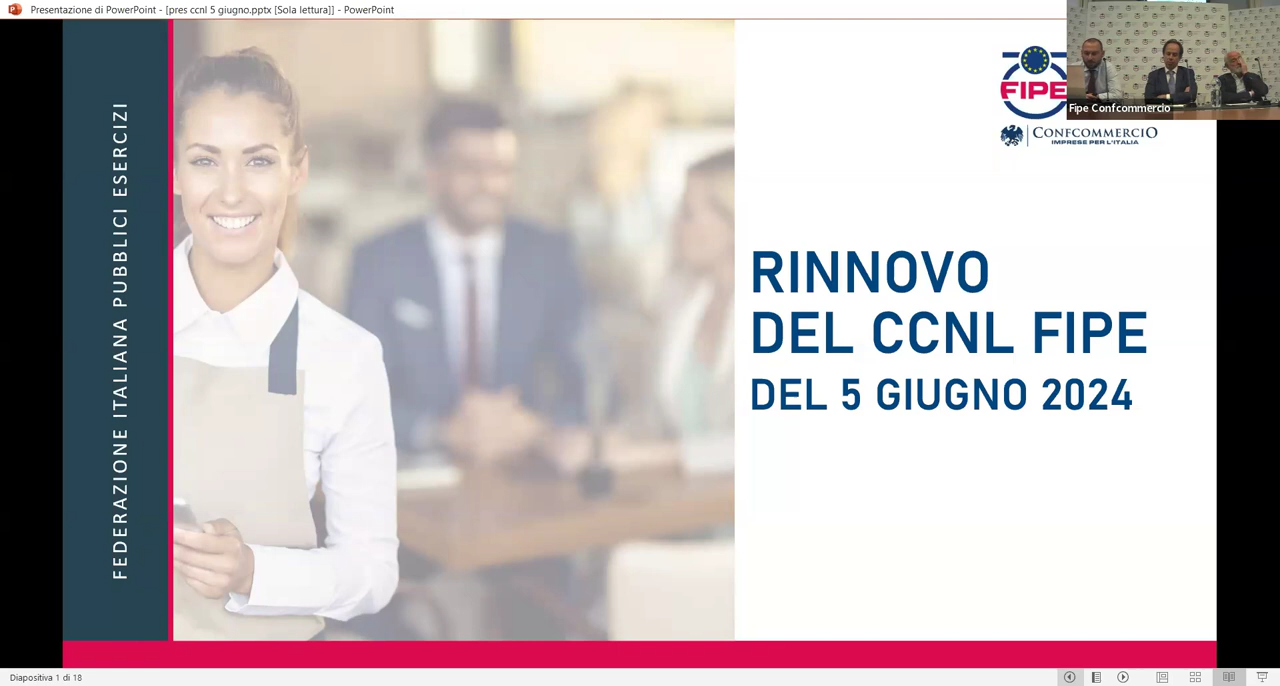 Presentazione di PowerPoint - [pres ccnl 5 giugno.pptx [Sola lettura]] - PowerPoint
FEDERAZIONE ITALIANA PUBBLICI ESERCIZI
FIPE
CONFCOMMERCIO
IMPRESE PER L'ITALIA
Fipe Confcommercio
RINNOVO
DEL CCNL FIPE
DEL 5 GIUGNO 2024
Diapositiva 1 di 18